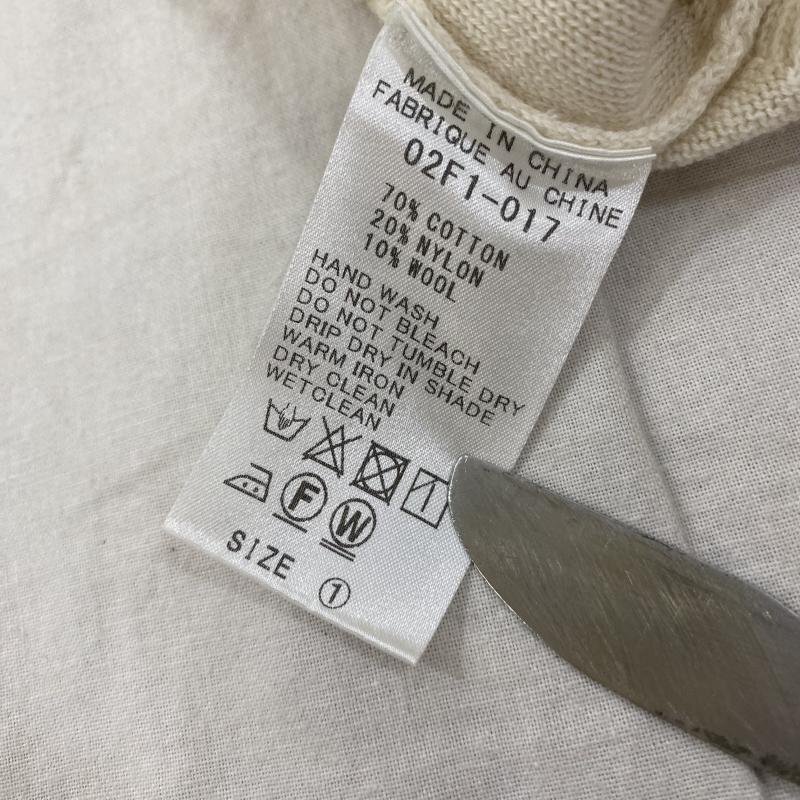 MADE IN CHINA
FABRIQUE AU CHINE
02F1-017
70% COTTON
20% NYLON
10% WOOL
HAND WASH
DO NOT BLEACH
DO NOT TUMBLE DRY
DRIP DRY IN SHADE
WARM IRON
DRY CLEAN
WETCLEAN
F W
SIZE ①